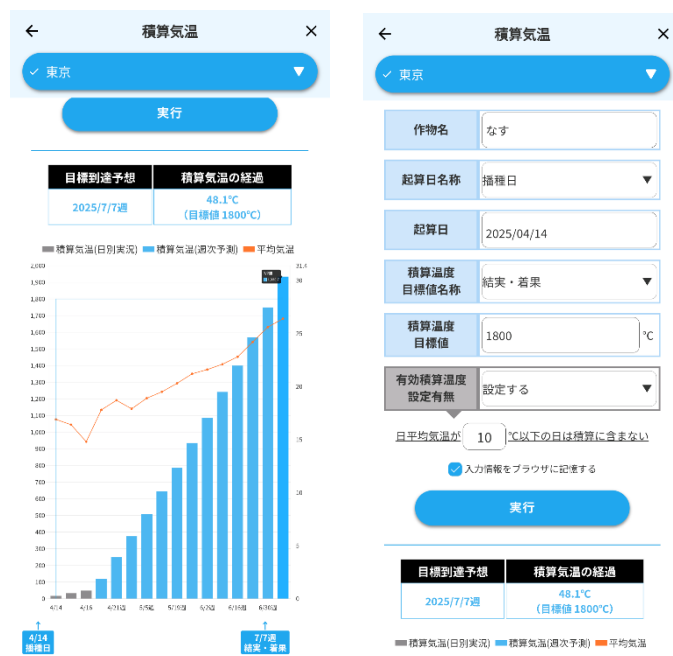 積算気温
東京
実行
目標到達予想
積算気温の経過
2025/7/7週
48.1℃
(目標値 1800℃)
積算気温(日別実況)
積算気温(週次予測)
平均気温
2,000
1,900
1,800
1,700
1,600
1,500
1,400
1,300
1,200
1,100
1,000
900
800
700
600
500
400
300
200
100
0
31.4
30
25
20
15
10
5
0
4/14
4/16
4/21週
5/5週
5/19週
6/2週
6/16週
6/30週
4/14
播種日
7/7週
結実・着果
積算気温
東京
作物名
なす
起算日名称
播種日
起算日
2025/04/14
積算温度
目標値名称
結実・着果
積算温度
目標値
1800
℃
有効積算温度
設定有無
設定する
日平均気温が 10 ℃以下の日は積算に含まない
入力情報をブラウザに記憶する
実行
目標到達予想
積算気温の経過
2025/7/7週
48.1℃
(目標値 1800℃)
積算気温(日別実況)
積算気温(週次予測)
平均気温